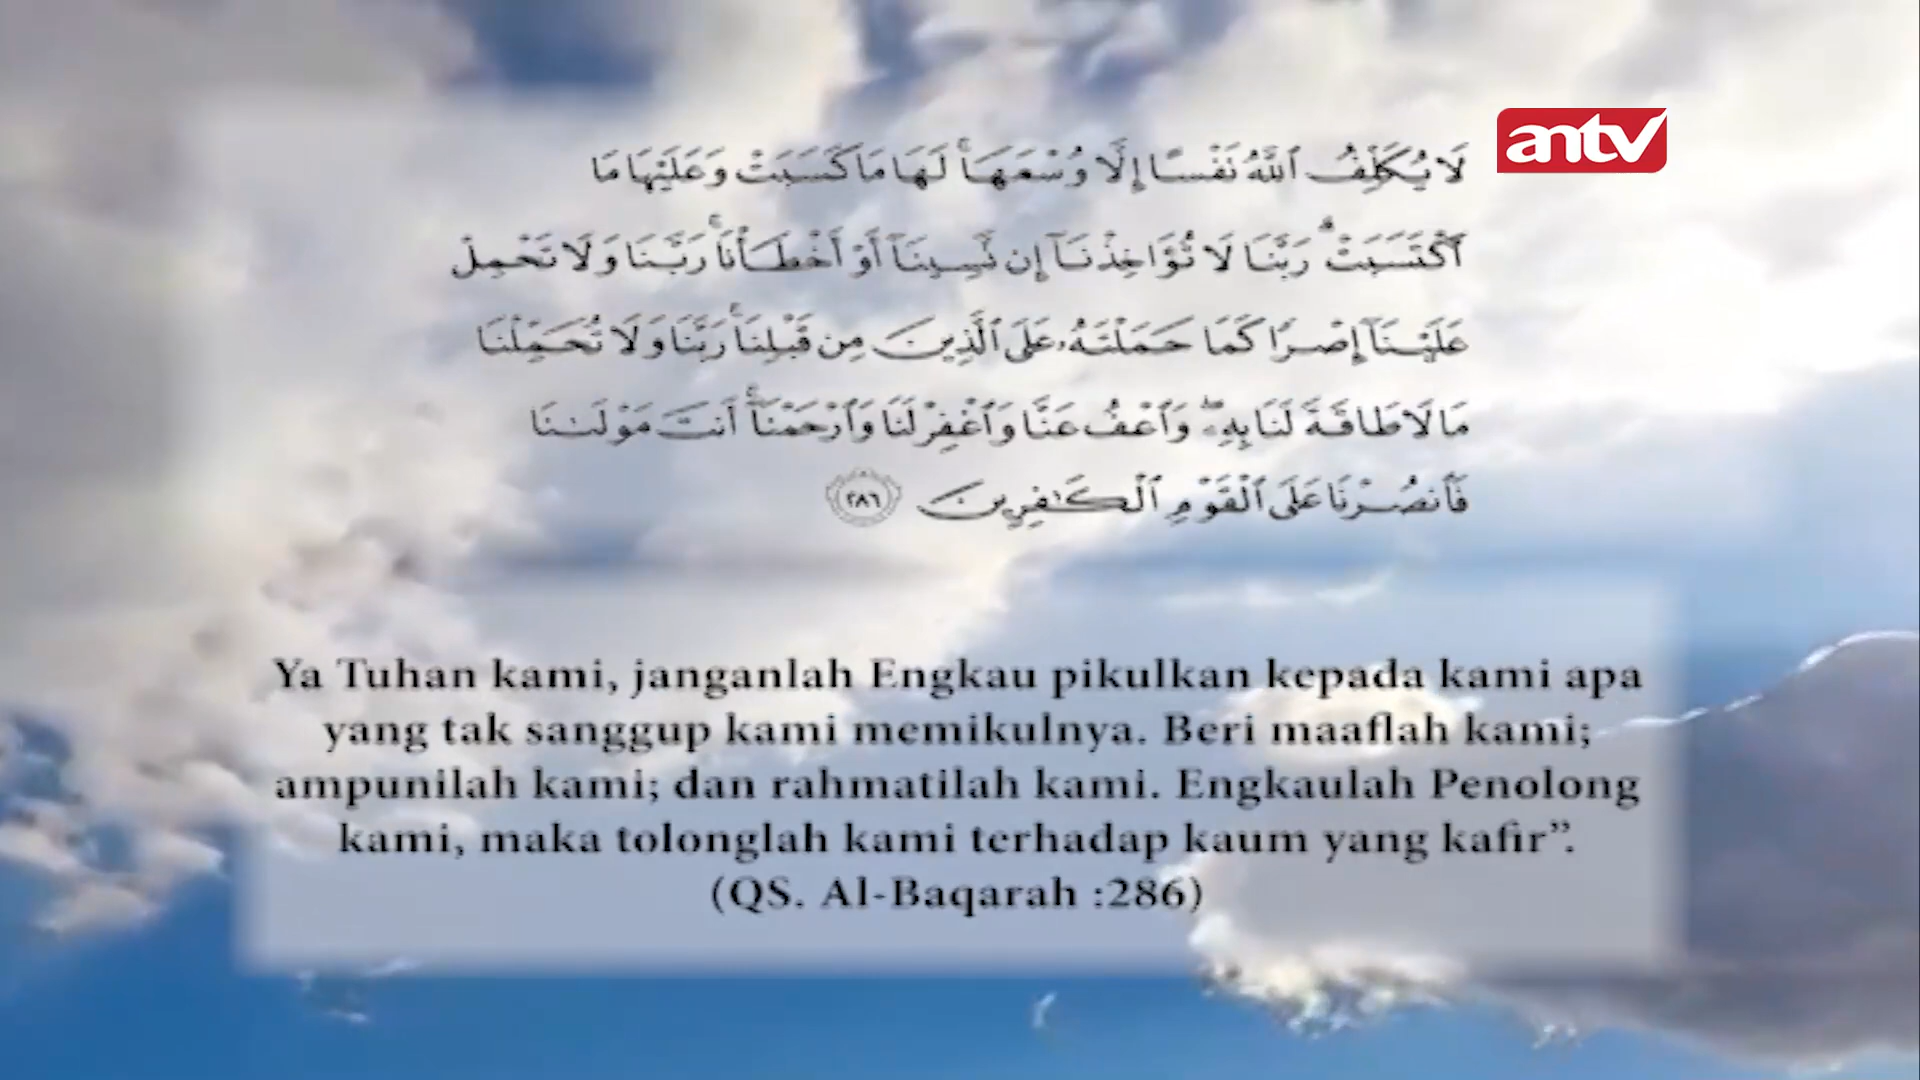 antv
لَا يُكَلِّفُ ٱللَّهُ نَفْسًا إِلَّا وُسْعَهَا ۚ لَهَا مَا كَسَبَتْ وَعَلَيْهَا مَا
ٱكْتَسَبَتْ ۗ رَبَّنَا لَا تُؤَاخِذْنَآ إِن نَّسِينَآ أَوْ أَخْطَأْنَا ۚ رَبَّنَا وَلَا تَحْمِلْ
عَلَيْنَآ إِصْرًا كَمَا حَمَلْتَهُۥ عَلَى ٱلَّذِينَ مِن قَبْلِنَا ۚ رَبَّنَا وَلَا تُحَمِّلْنَا
مَا لَا طَاقَةَ لَنَا بِهِۦ ۖ وَٱعْفُ عَنَّا وَٱغْفِرْ لَنَا وَٱرْحَمْنَآ ۚ أَنتَ مَوْلَىٰنَا
فَٱنصُرْنَا عَلَى ٱلْقَوْمِ ٱلْكَـٰفِرِينَ ٢٨٦
Ya Tuhan kami, janganlah Engkau pikulkan kepada kami apa
yang tak sanggup kami memikulnya. Beri maaflah kami;
ampunilah kami; dan rahmatilah kami. Engkaulah Penolong
kami, maka tolonglah kami terhadap kaum yang kafir”.
(QS. Al-Baqarah :286)